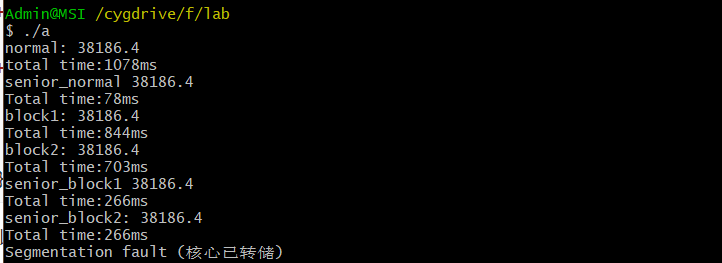 Admin@MSI /cygdrive/f/lab
$ ./a
normal: 38186.4
total time:1078ms
senior_normal 38186.4
Total time:78ms
block1: 38186.4
Total time:844ms
block2: 38186.4
Total time:703ms
senior_block1 38186.4
Total time:266ms
senior_block2: 38186.4
Total time:266ms
Segmentation fault (核心已转储)